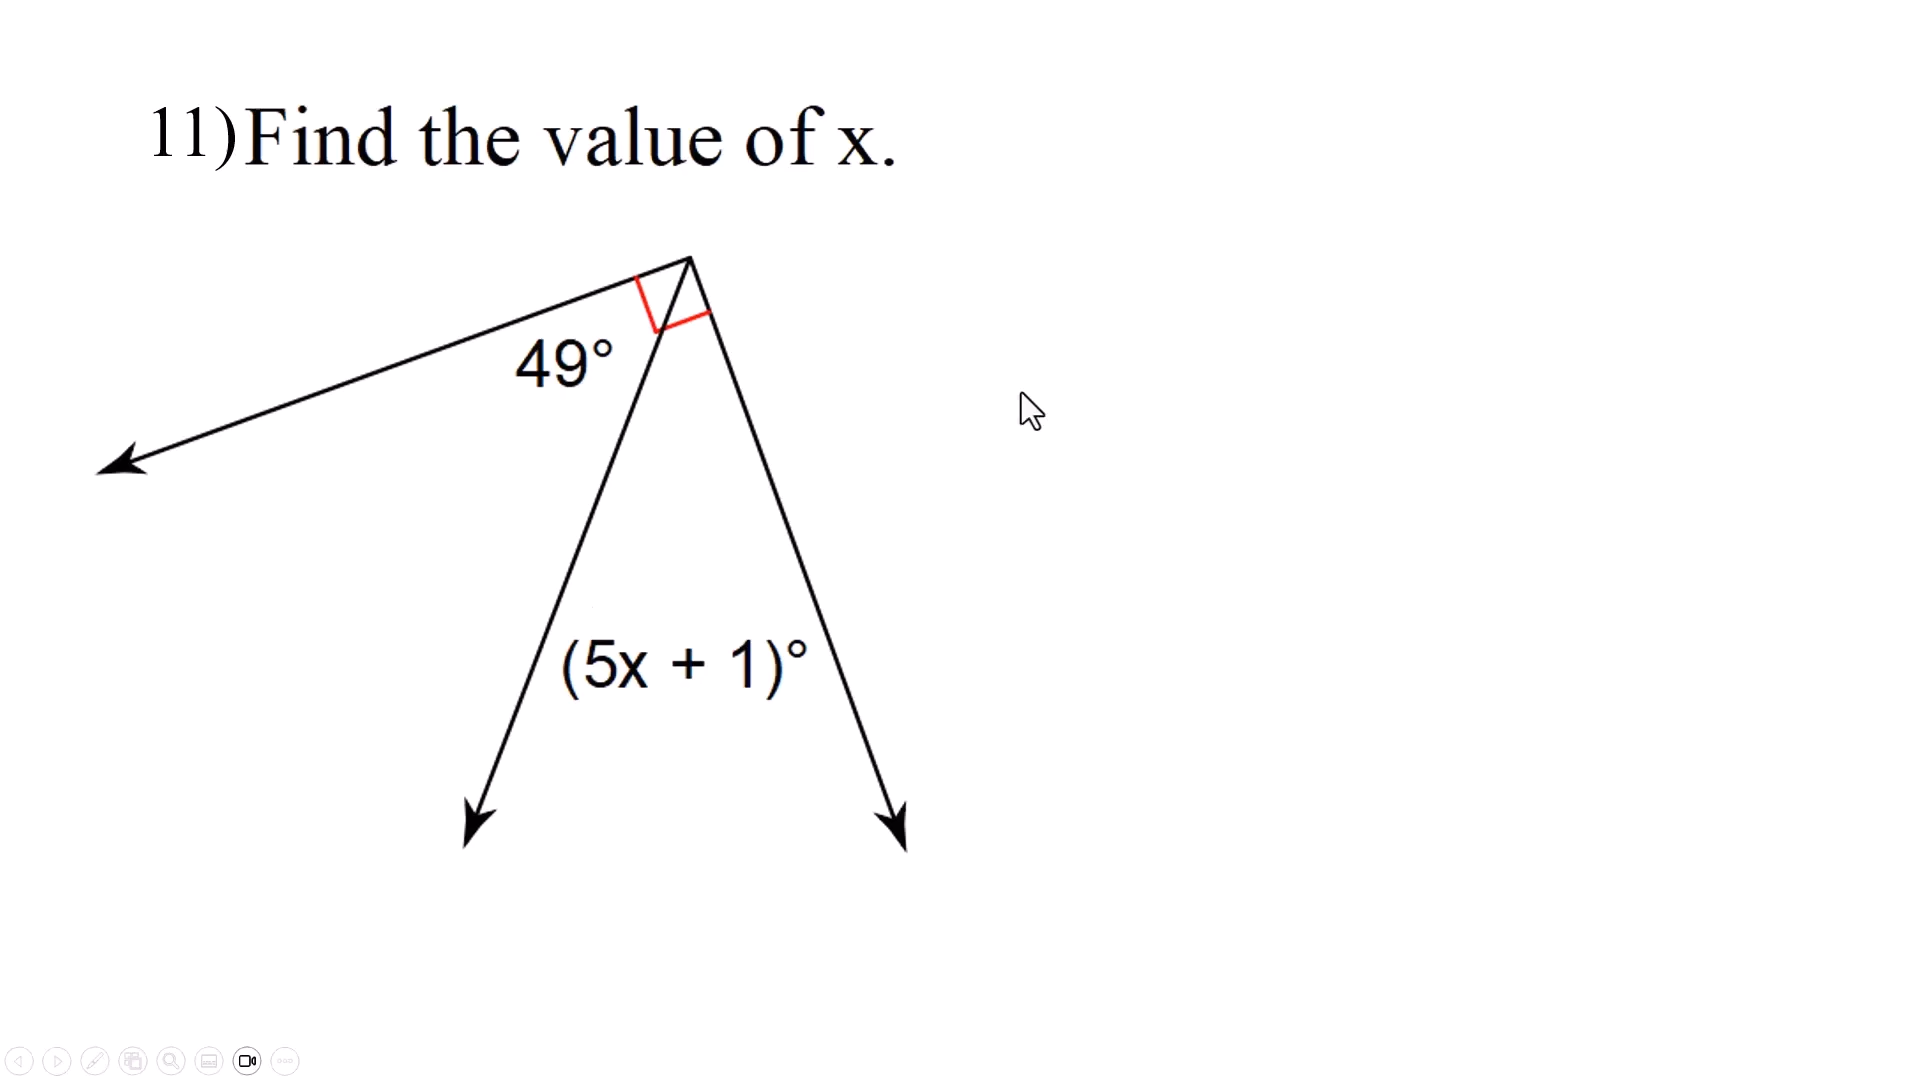 11)Find the value of x.
49°
(5x + 1)°